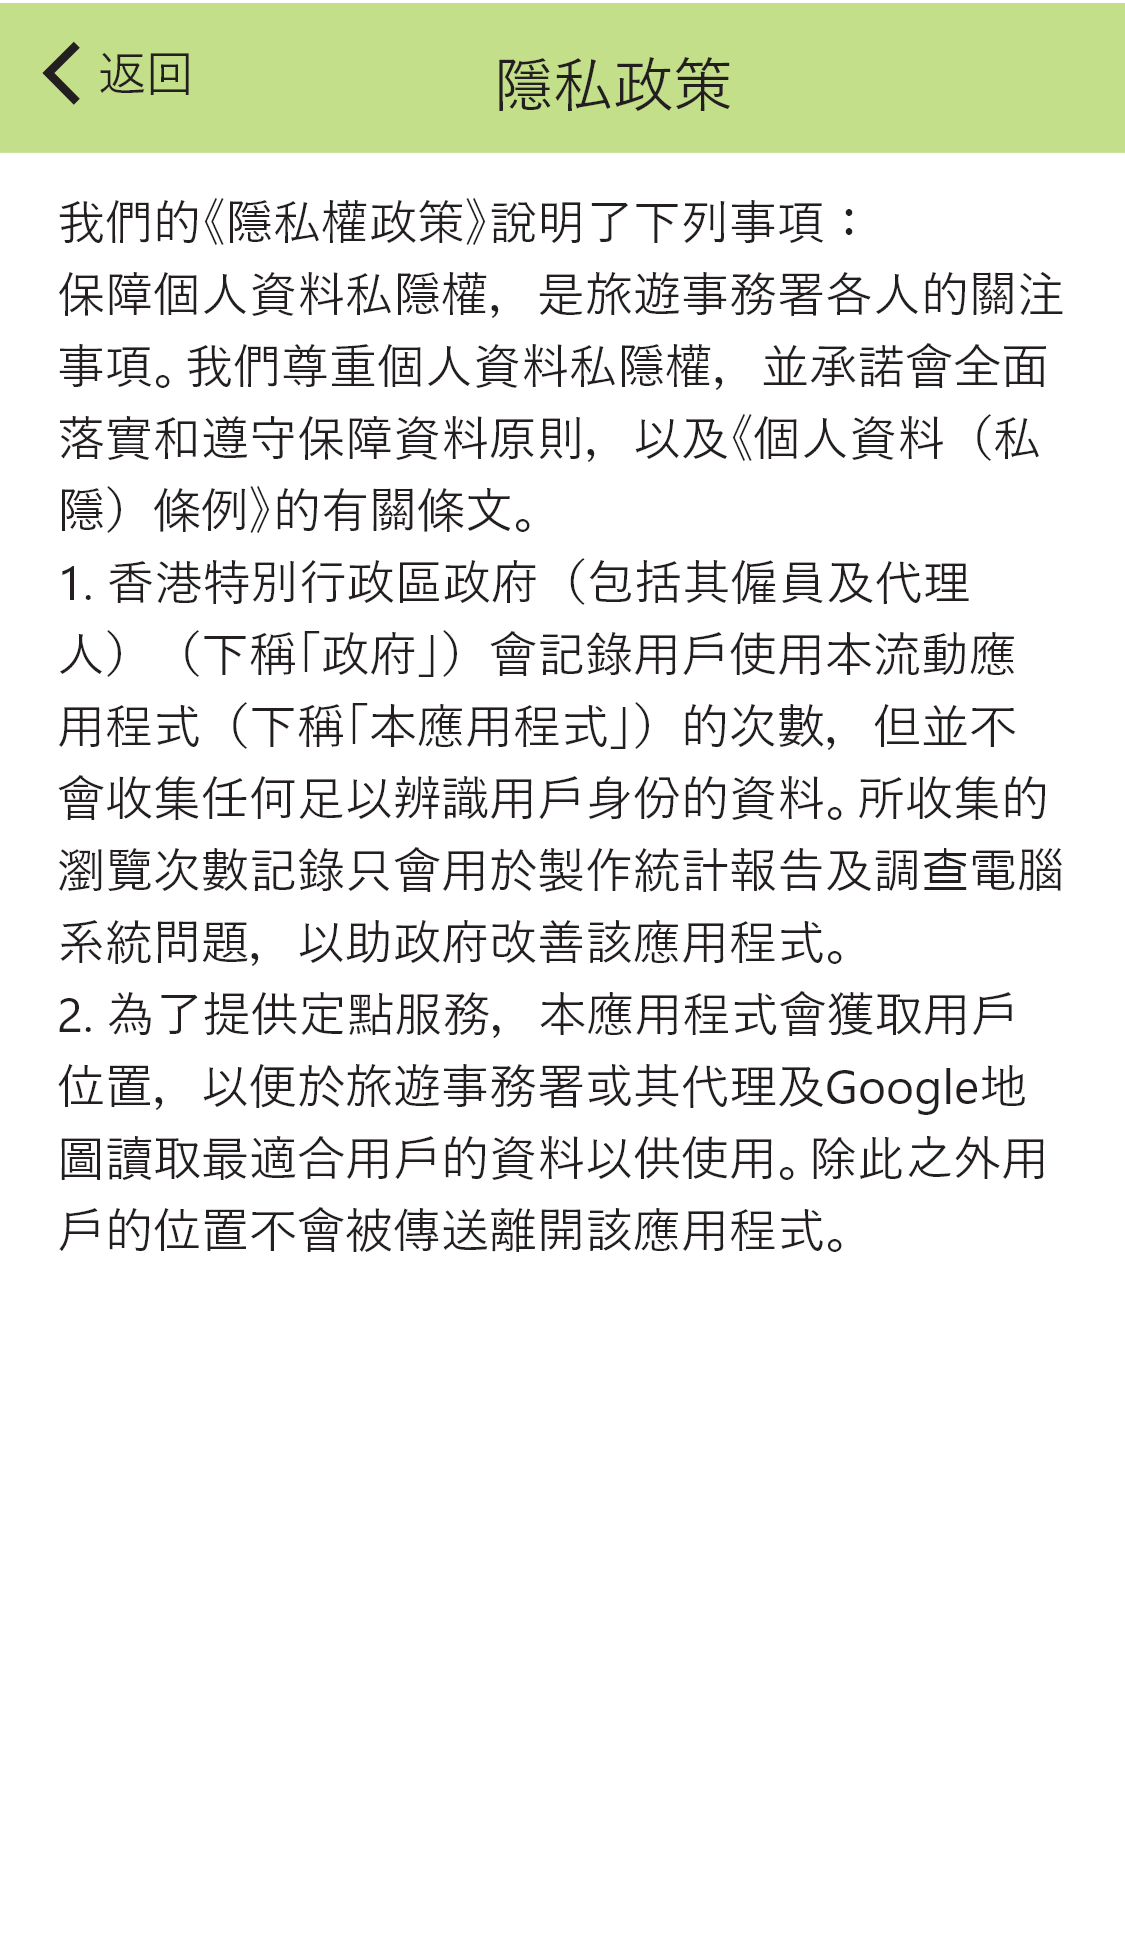 返回
隱私政策
我們的《隱私權政策》說明了下列事項：
保障個人資料私隱權，是旅遊事務署各人的關注
事項。我們尊重個人資料私隱權，並承諾會全面
落實和遵守保障資料原則，以及《個人資料（私
隱）條例》的有關條文。
1. 香港特別行政區政府（包括其僱員及代理
人）（下稱「政府」）會記錄用戶使用本流動應
用程式（下稱「本應用程式」）的次數，但並不
會收集任何足以辨識用戶身份的資料。所收集的
瀏覽次數記錄只會用於製作統計報告及調查電腦
系統問題，以助政府改善該應用程式。
2. 為了提供定點服務，本應用程式會獲取用戶
位置，以便於旅遊事務署或其代理及Google地
圖讀取最適合用戶的資料以供使用。除此之外用
戶的位置不會被傳送離開該應用程式。